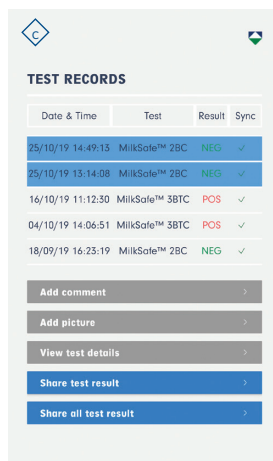 C
TEST RECORDS
Date & Time Test Result Sync
25/10/19 14:49:13 MilkSafe™ 2BC NEG ✓
25/10/19 13:14:08 MilkSafe™ 2BC NEG ✓
16/10/19 11:12:30 MilkSafe™ 3BTC POS ✓
04/10/19 14:06:51 MilkSafe™ 3BTC POS ✓
18/09/19 16:23:19 MilkSafe™ 2BC NEG ✓
Add comment >
Add picture >
View test details >
Share test result >
Share all test result >